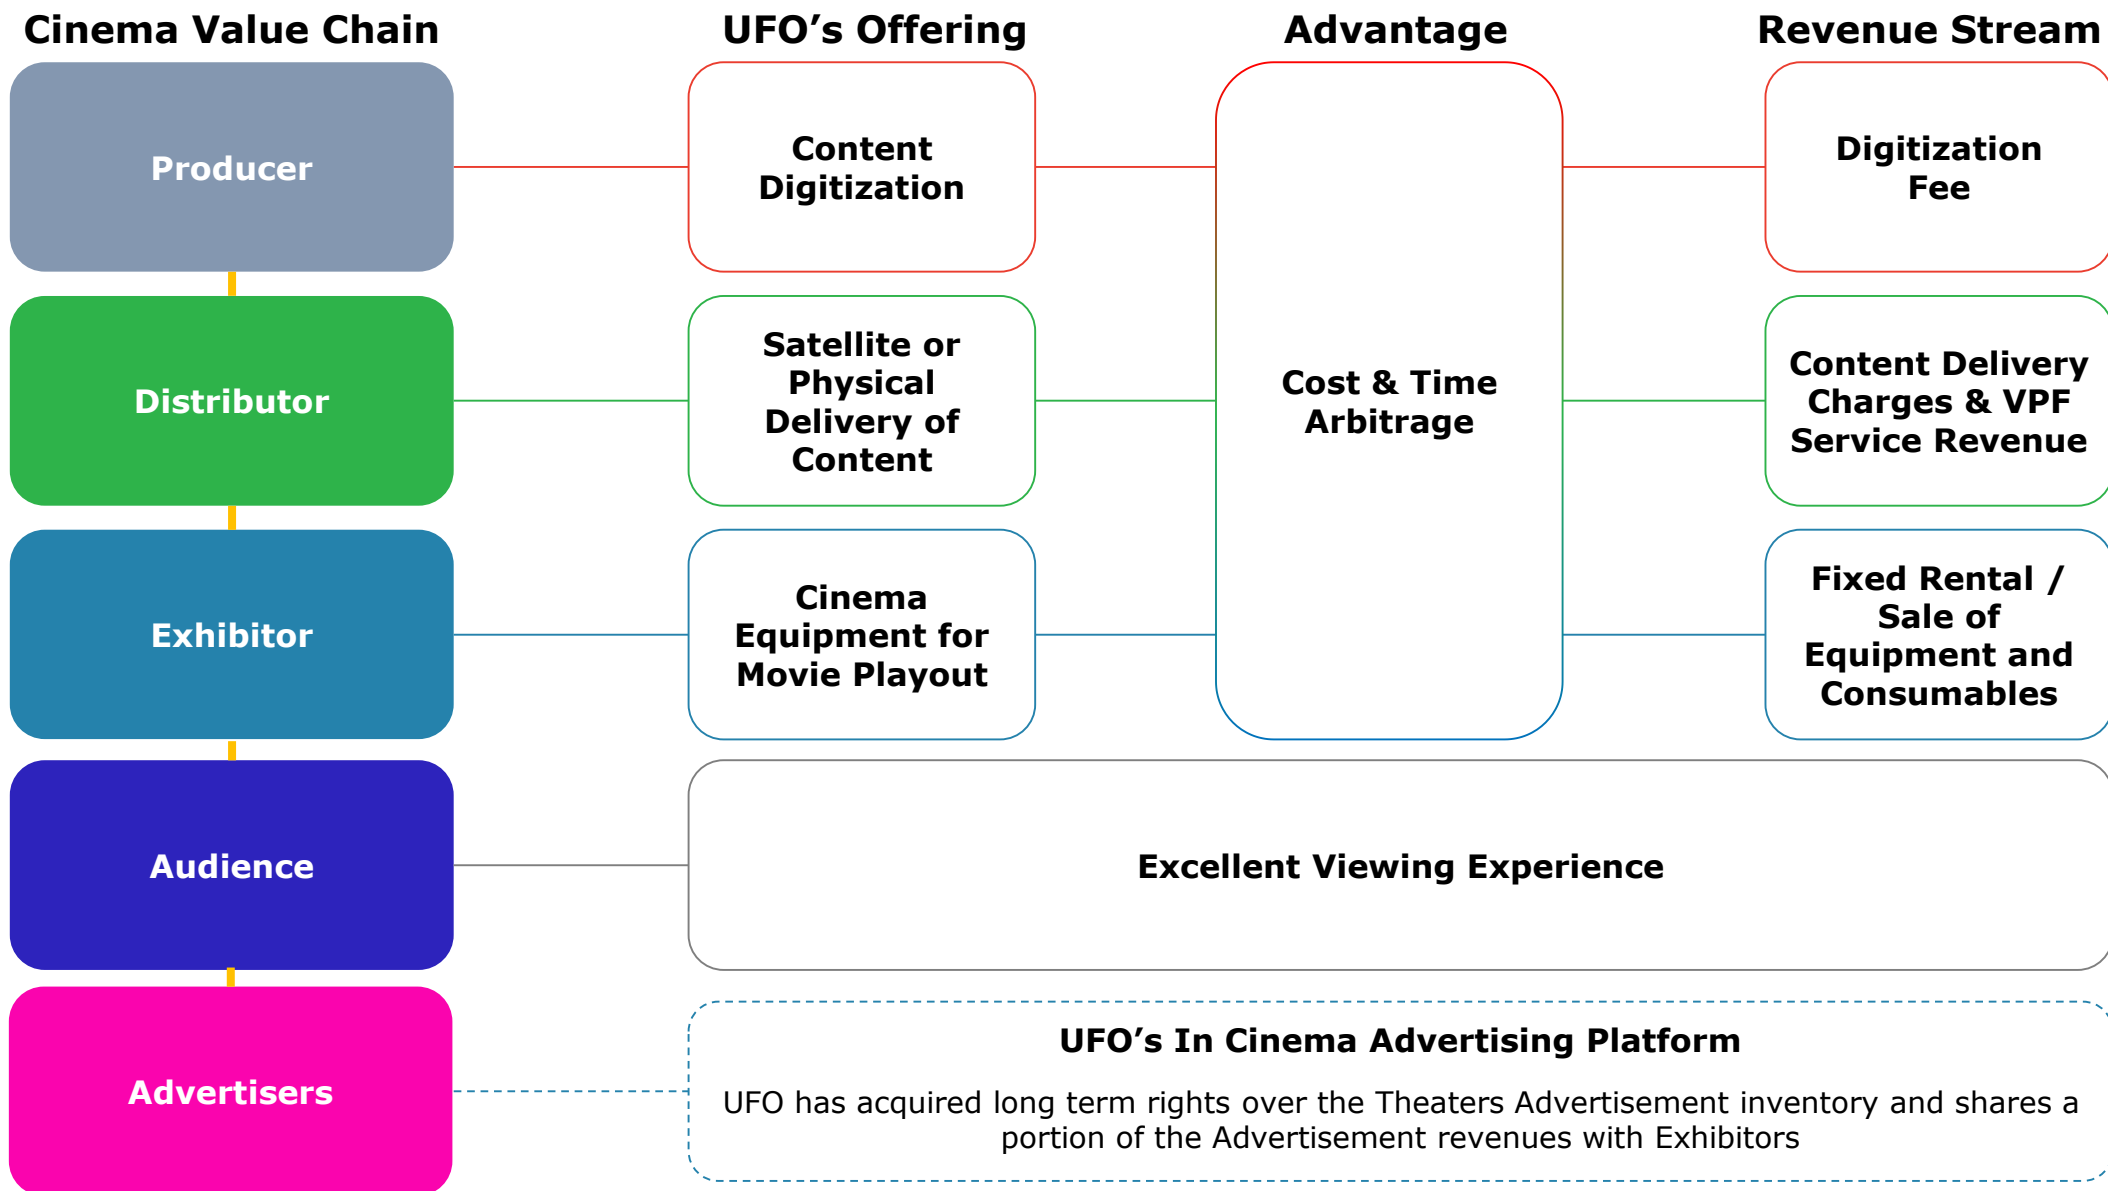 Cinema Value Chain
UFO’s Offering
Advantage
Revenue Stream
Producer
Content
Digitization
Digitization
Fee
Distributor
Satellite or
Physical
Delivery of
Content
Cost & Time
Arbitrage
Content Delivery
Charges & VPF
Service Revenue
Exhibitor
Cinema
Equipment for
Movie Playout
Fixed Rental /
Sale of
Equipment and
Consumables
Audience
Excellent Viewing Experience
Advertisers
UFO’s In Cinema Advertising Platform
UFO has acquired long term rights over the Theaters Advertisement inventory and shares a
portion of the Advertisement revenues with Exhibitors